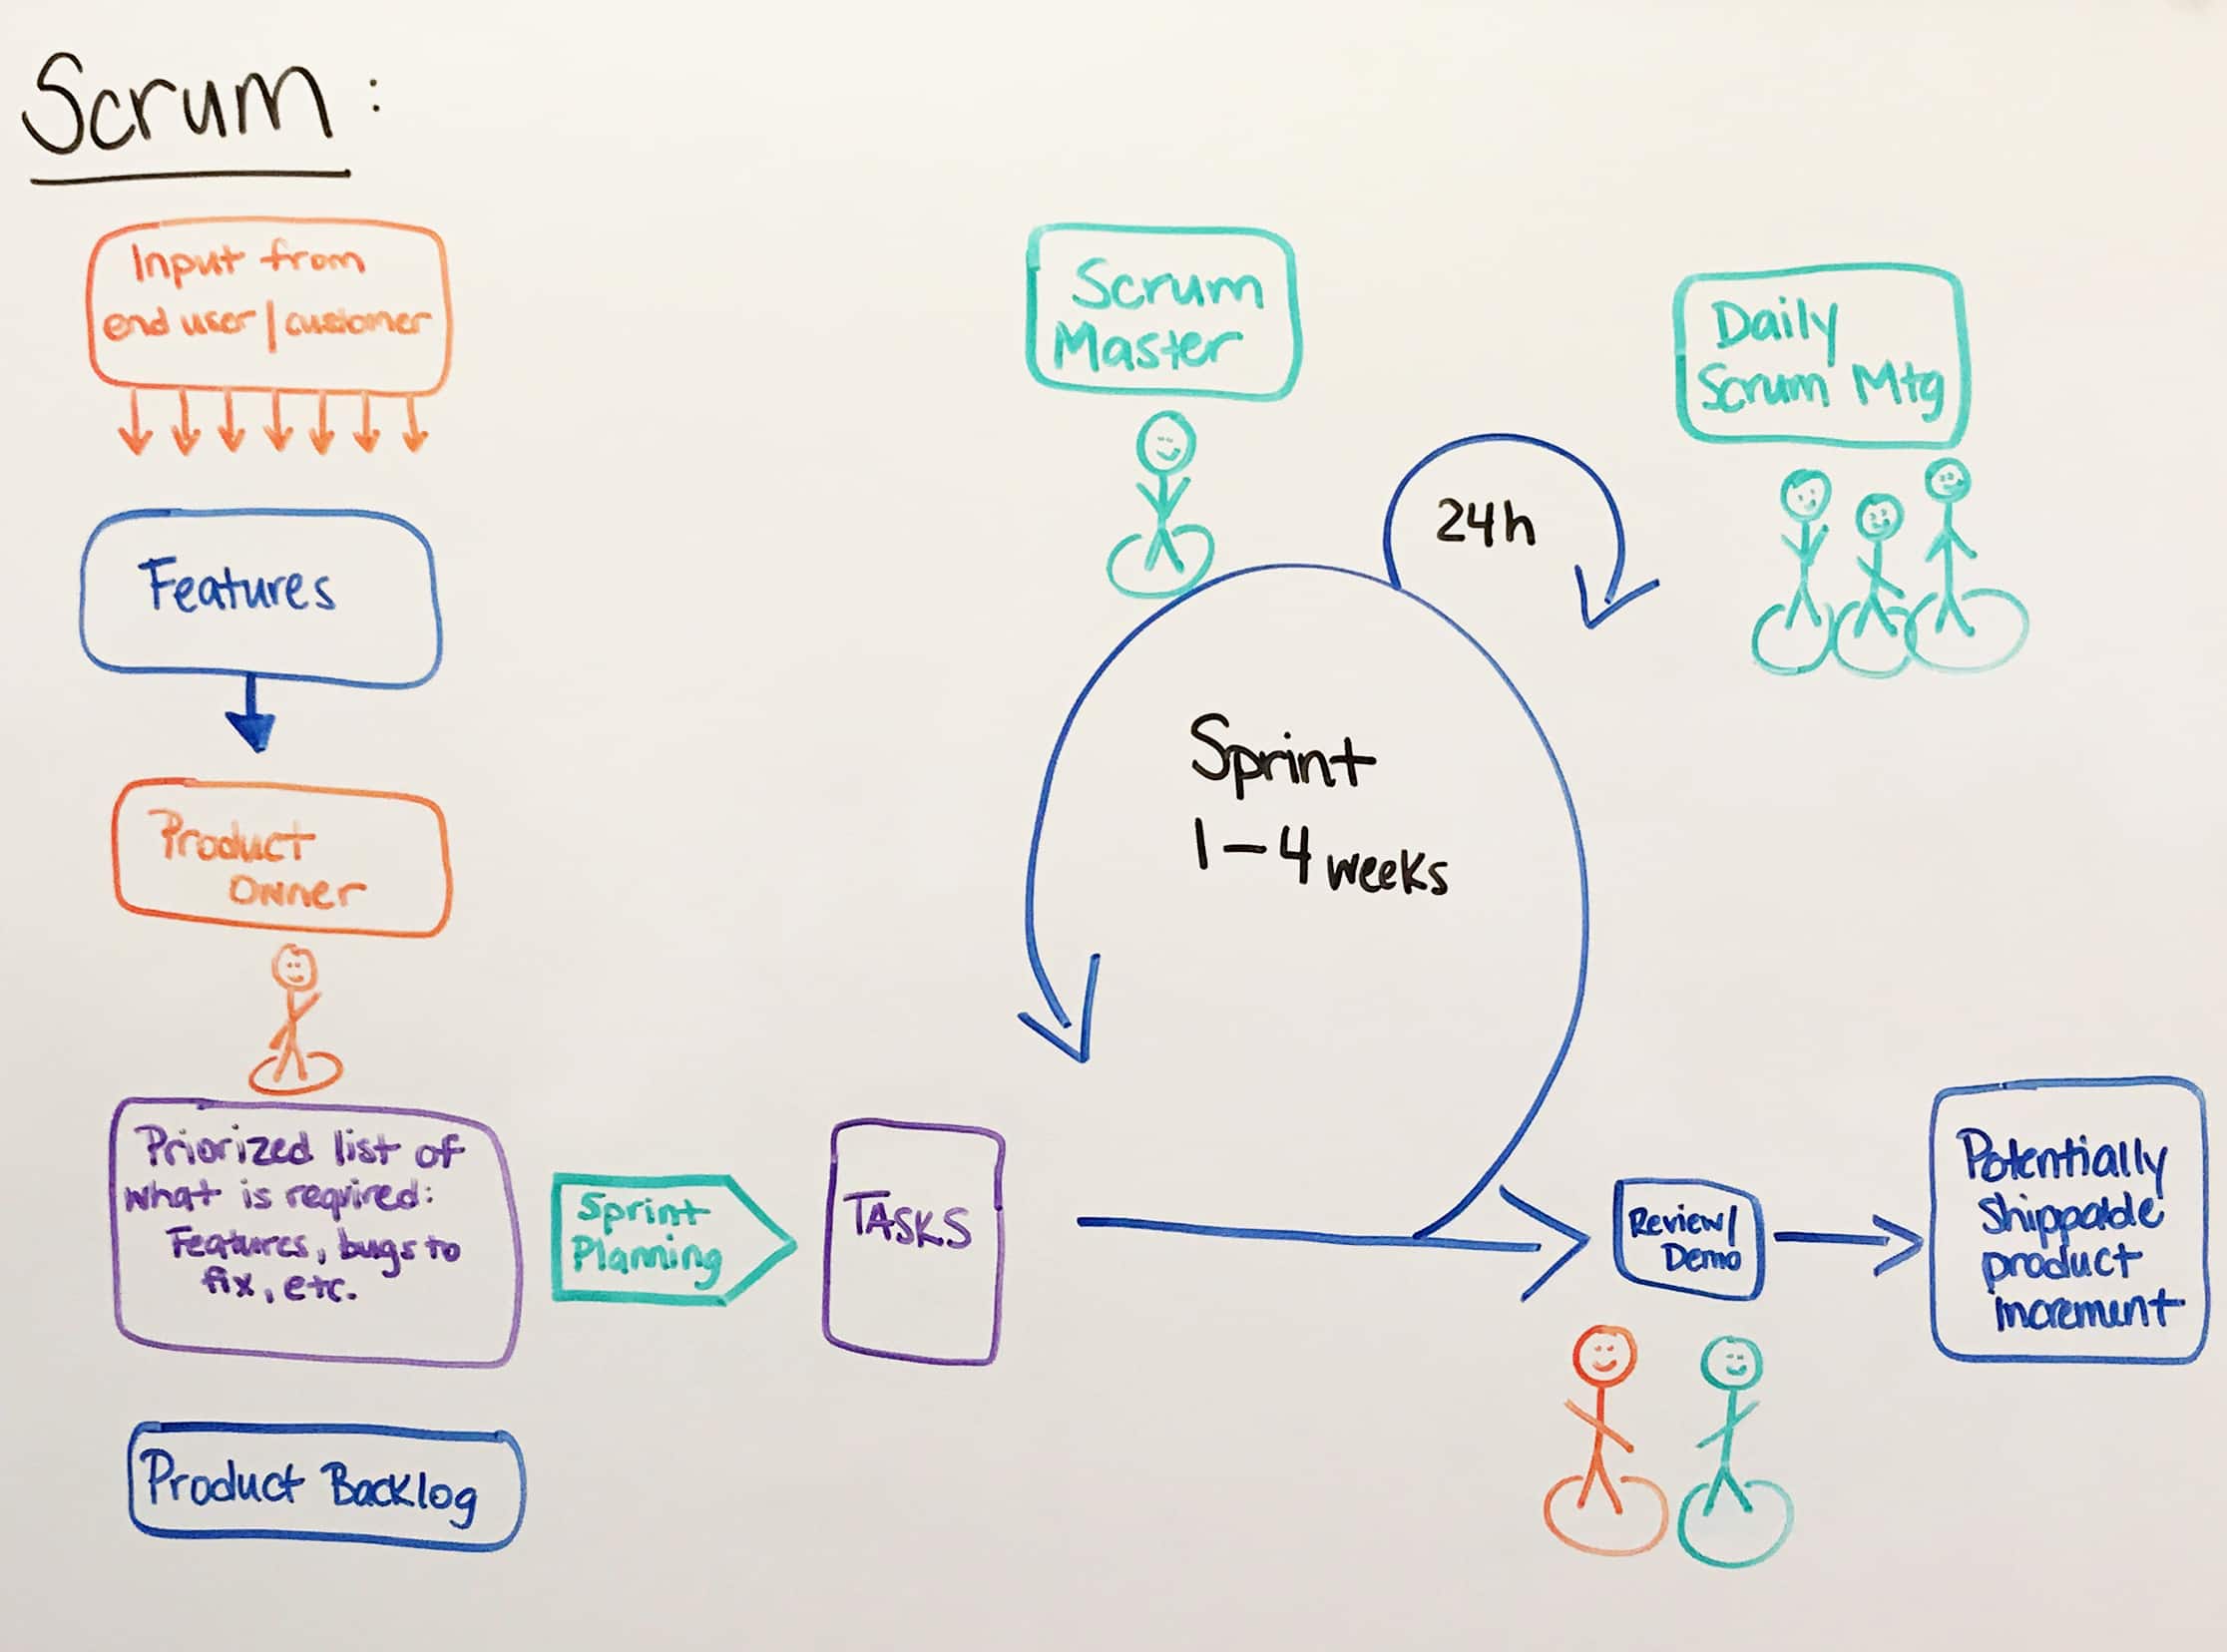 Scrum:
Input from
end user/customer
Features
Product
Owner
Priorized list of
what is required:
Features, bugs to
fix, etc.
Product Backlog
Sprint
Planning
TASKS
Scrum
Master
24h
Daily
Scrum Mtg
Sprint
1-4 weeks
Review/
Demo
Potentially
shippable
product
increment